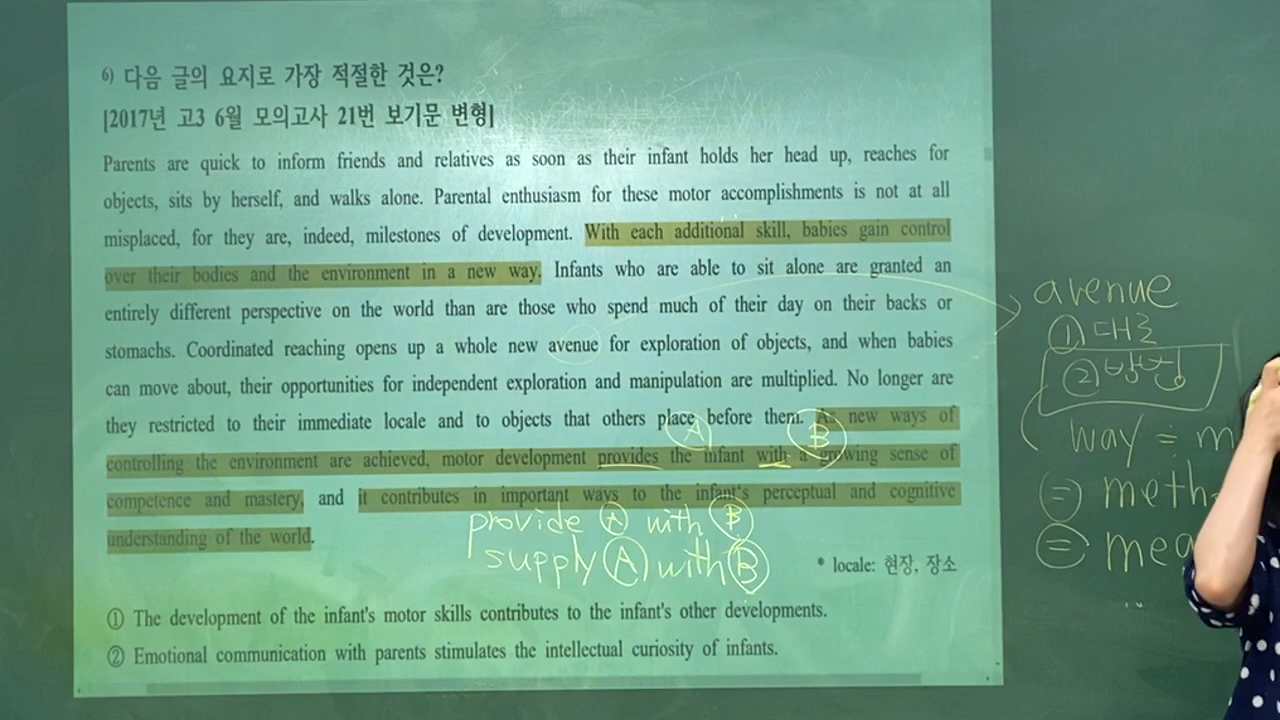 6) 다음 글의 요지로 가장 적절한 것은?
[2017년 고3 6월 모의고사 21번 보기문 변형]
Parents are quick to inform friends and relatives as soon as their infant holds her head up, reaches for
objects, sits by herself, and walks alone. Parental enthusiasm for these motor accomplishments is not at all
misplaced, for they are, indeed, milestones of development. With each additional skill, babies gain control
over their bodies and the environment in a new way. Infants who are able to sit alone are granted an
entirely different perspective on the world than are those who spend much of their day on their backs or
stomachs. Coordinated reaching opens up a whole new avenue for exploration of objects, and when babies
can move about, their opportunities for independent exploration and manipulation are multiplied. No longer are
they restricted to their immediate locale and to objects that others place before them. As new ways of
controlling the environment are achieved, motor development provides the infant with a growing sense of
competence and mastery, and it contributes in important ways to the infant's perceptual and cognitive
understanding of the world.
A B
provide A with B
supply A with B
* locale: 현장, 장소
① The development of the infant's motor skills contributes to the infant's other developments.
② Emotional communication with parents stimulates the intellectual curiosity of infants.
avenue
① 대로
② 방법
way = m
= meth
= mea